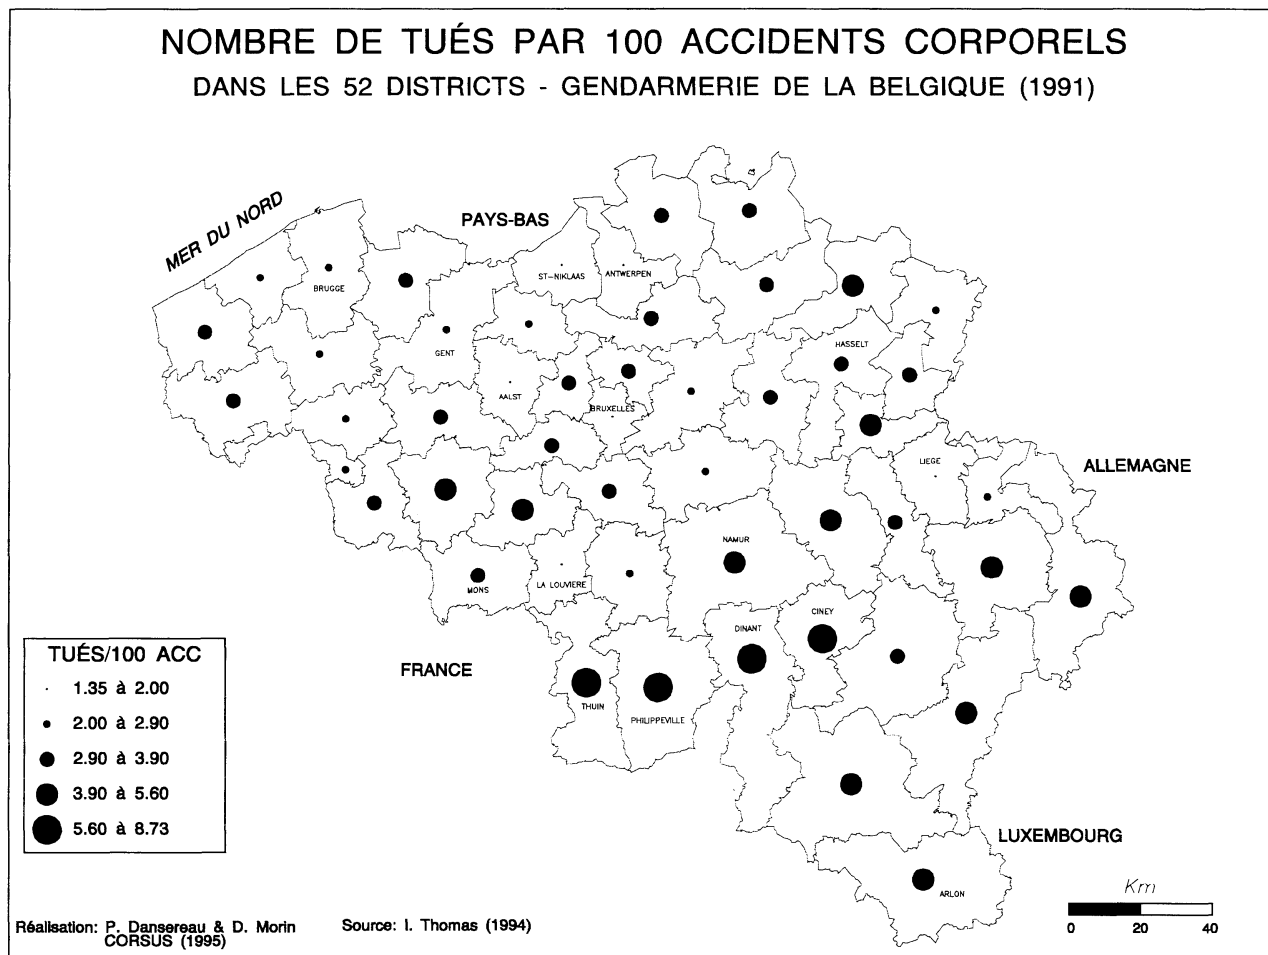 NOMBRE DE TUÉS PAR 100 ACCIDENTS CORPORELS
DANS LES 52 DISTRICTS - GENDARMERIE DE LA BELGIQUE (1991)
MER DU NORD
PAYS-BAS
ST-NIKLAAS
ANTWERPEN
BRUGGE
GENT
HASSELT
AALST
BRUXELLES
LIEGE
ALLEMAGNE
NAMUR
MONS
LA LOUVIERE
CINEY
DINANT
FRANCE
THUIN
PHILIPPEVILLE
TUÉS/100 ACC
1.35 à 2.00
2.00 à 2.90
2.90 à 3.90
3.90 à 5.60
5.60 à 8.73
LUXEMBOURG
ARLON
Km
0 20 40
Réalisation: P. Dansereau & D. Morin
CORSUS (1995)
Source: I. Thomas (1994)